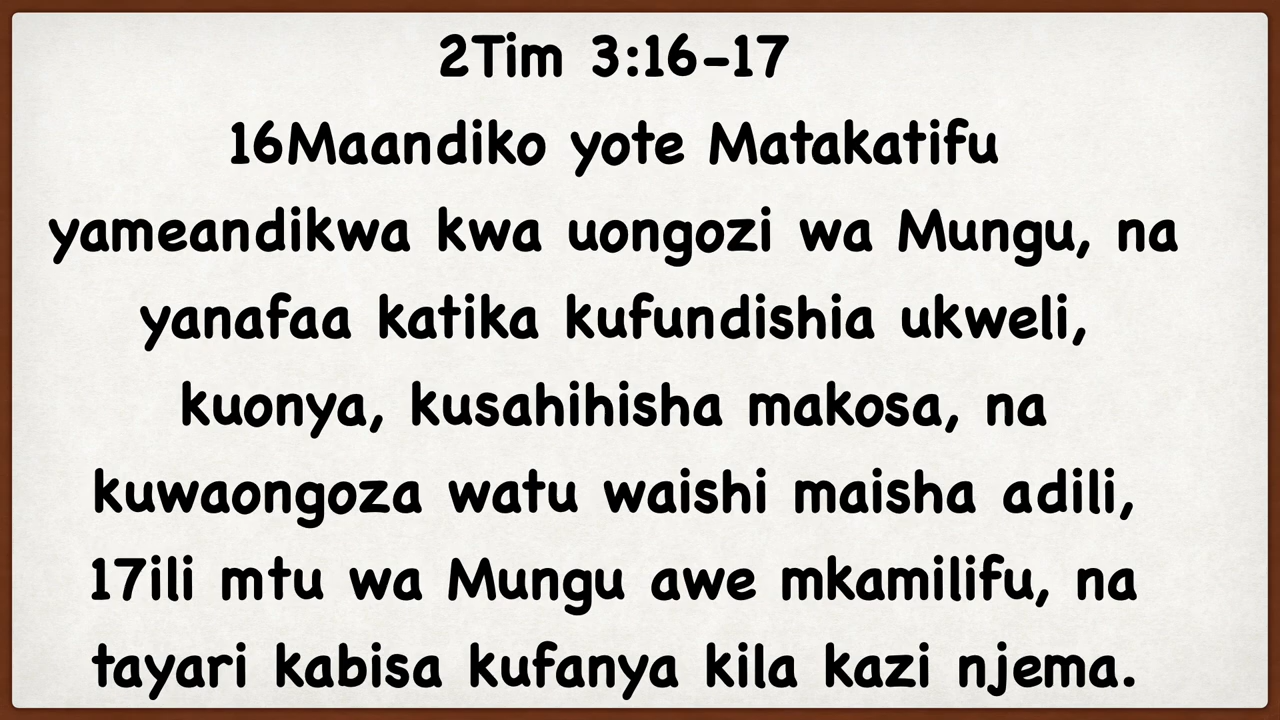 2Tim 3:16-17
16Maandiko yote Matakatifu
yameandikwa kwa uongozi wa Mungu, na
yanafaa katika kufundishia ukweli,
kuonya, kusahihisha makosa, na
kuwaongoza watu waishi maisha adili,
17ili mtu wa Mungu awe mkamilifu, na
tayari kabisa kufanya kila kazi njema.